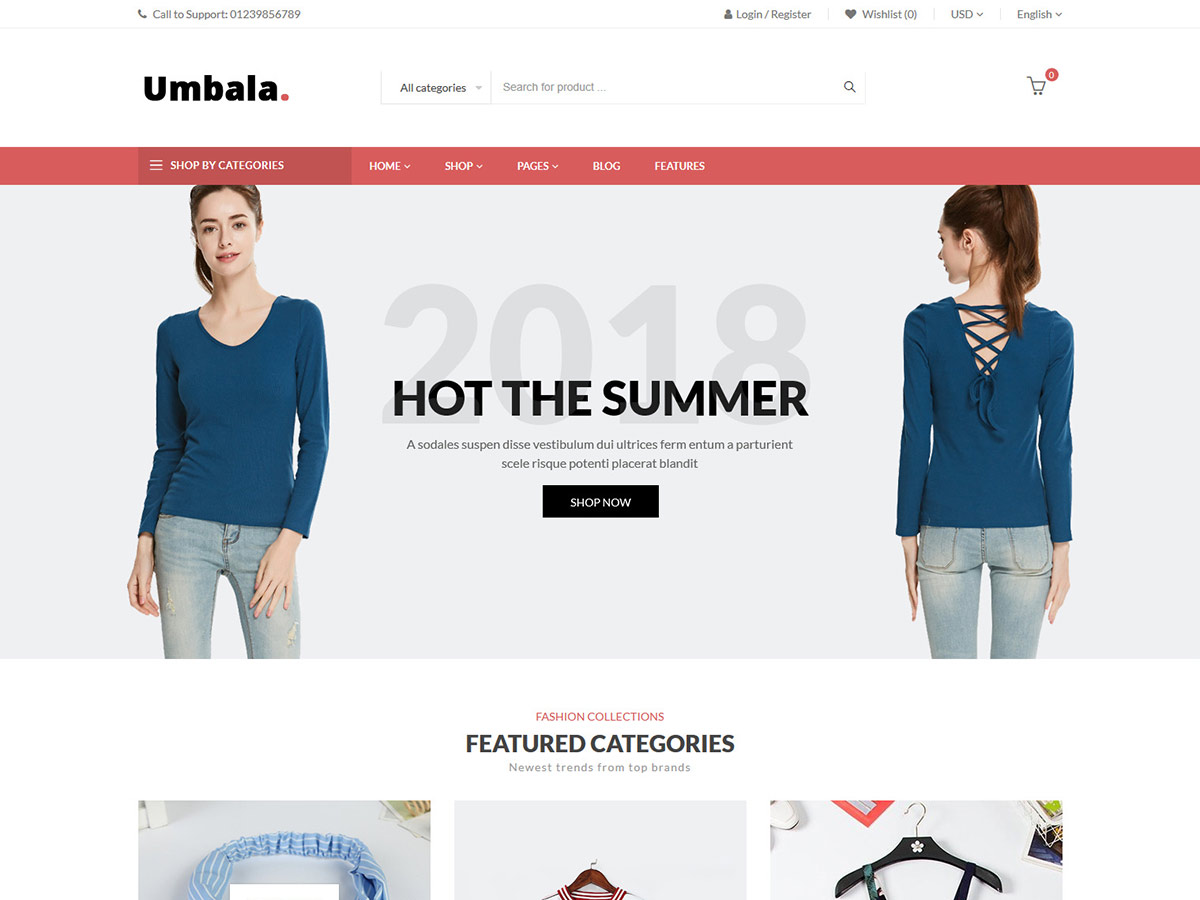 Call to Support: 01239856789
Login / Register
Wishlist (0)
USD
English
Umbala.
All categories
Search for product ...
0
SHOP BY CATEGORIES
HOME
SHOP
PAGES
BLOG
FEATURES
2018
HOT THE SUMMER
A sodales suspen disse vestibulum dui ultrices ferm entum a parturient
scele risque potenti placerat blandit
SHOP NOW
FASHION COLLECTIONS
FEATURED CATEGORIES
Newest trends from top brands